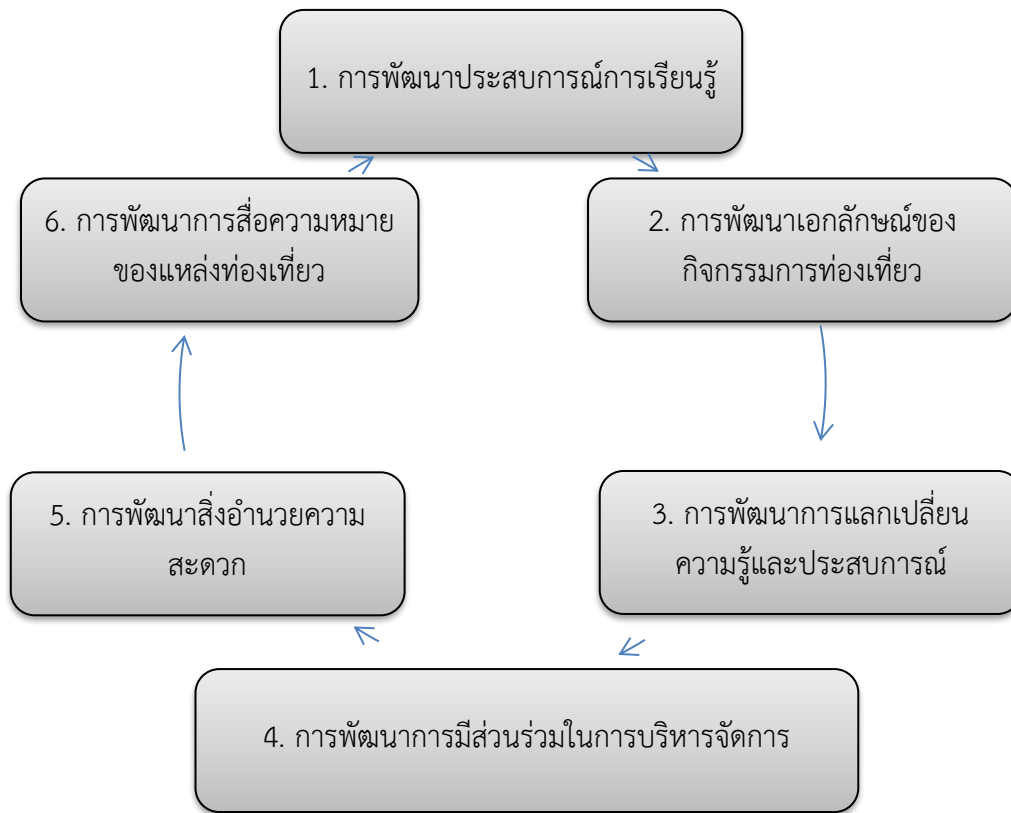 1. การพัฒนาประสบการณ์การเรียนรู้
2. การพัฒนาเอกลักษณ์ของ
กิจกรรมการท่องเที่ยว
3. การพัฒนาการแลกเปลี่ยน
ความรู้และประสบการณ์
4. การพัฒนาการมีส่วนร่วมในการบริหารจัดการ
5. การพัฒนาสิ่งอำนวยความ
สะดวก
6. การพัฒนาการสื่อความหมาย
ของแหล่งท่องเที่ยว